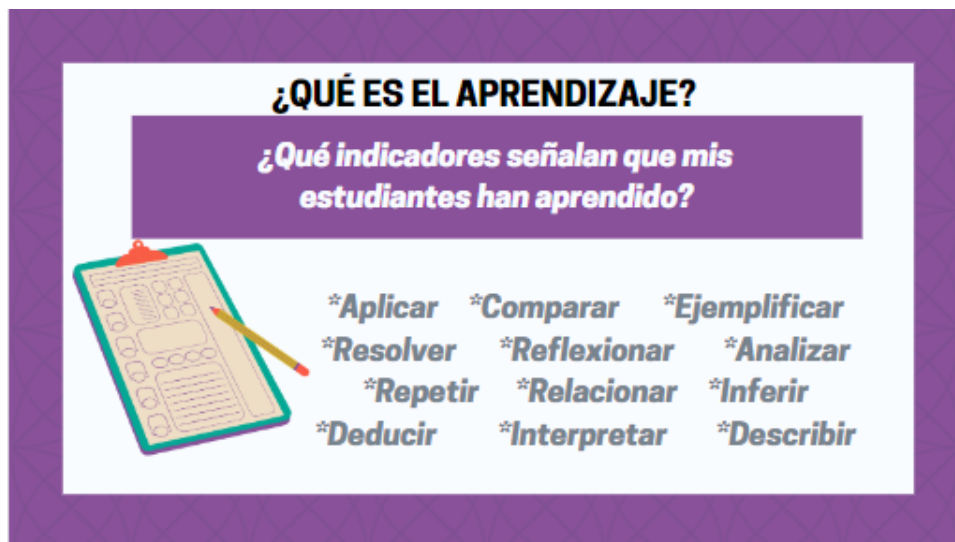 ¿QUÉ ES EL APRENDIZAJE?
¿Qué indicadores señalan que mis
estudiantes han aprendido?
*Aplicar *Comparar *Ejemplificar
*Resolver *Reflexionar *Analizar
*Repetir *Relacionar *Inferir
*Deducir *Interpretar *Describir